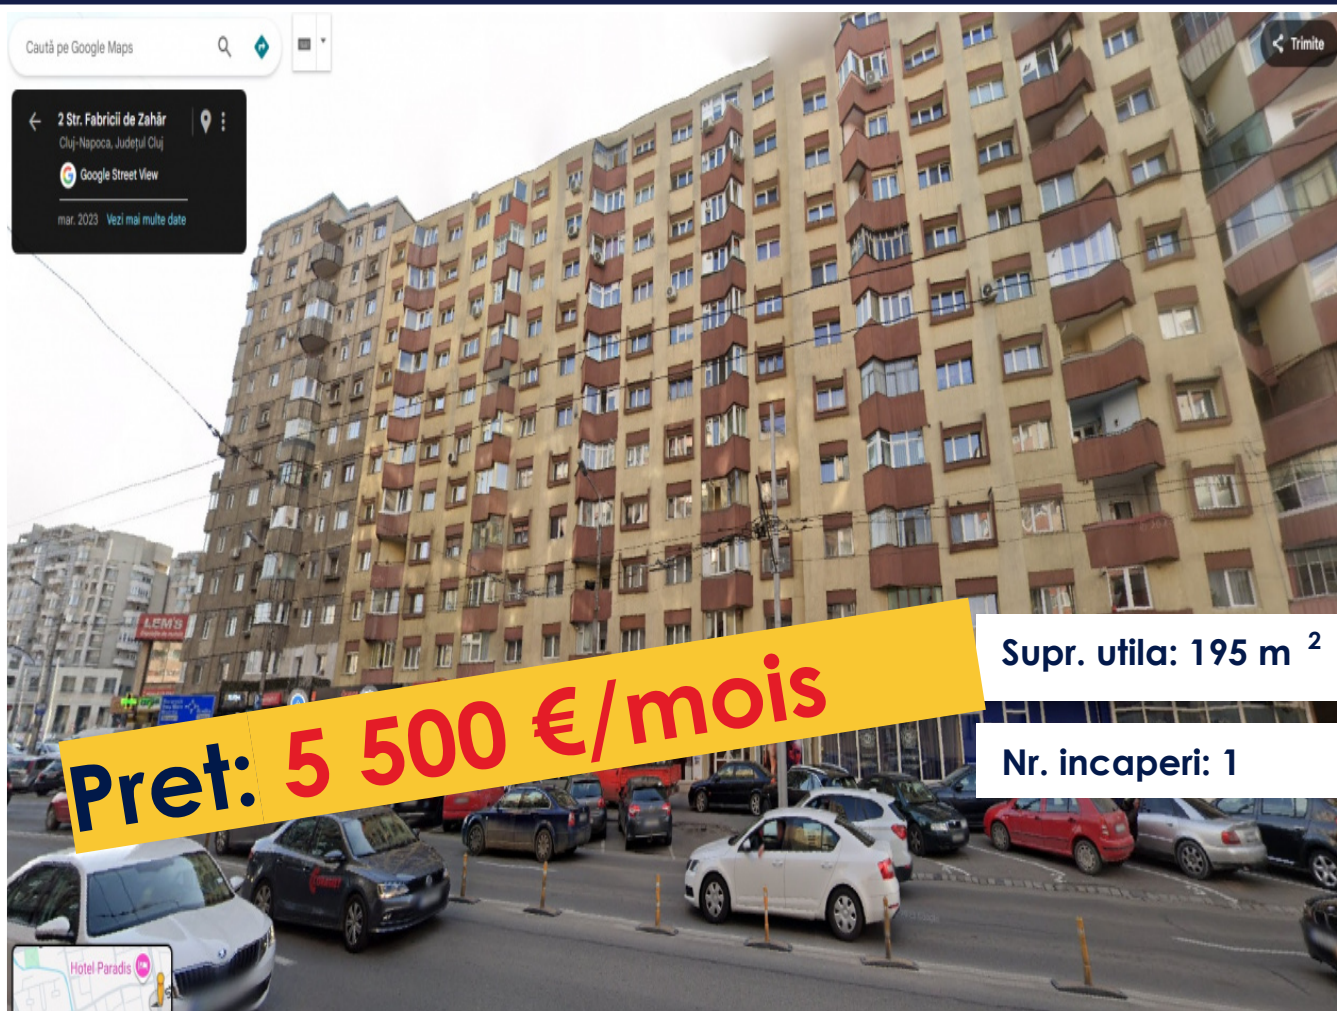 Caută pe Google Maps
Trimite
2 Str. Fabricii de Zahăr
Cluj-Napoca, Județul Cluj
Google Street View
mar. 2023 Vezi mai multe date
LEM'S
Pret: 5 500 €/mois
Supr. utila: 195 m ²
Nr. incaperi: 1
Hotel Paradis